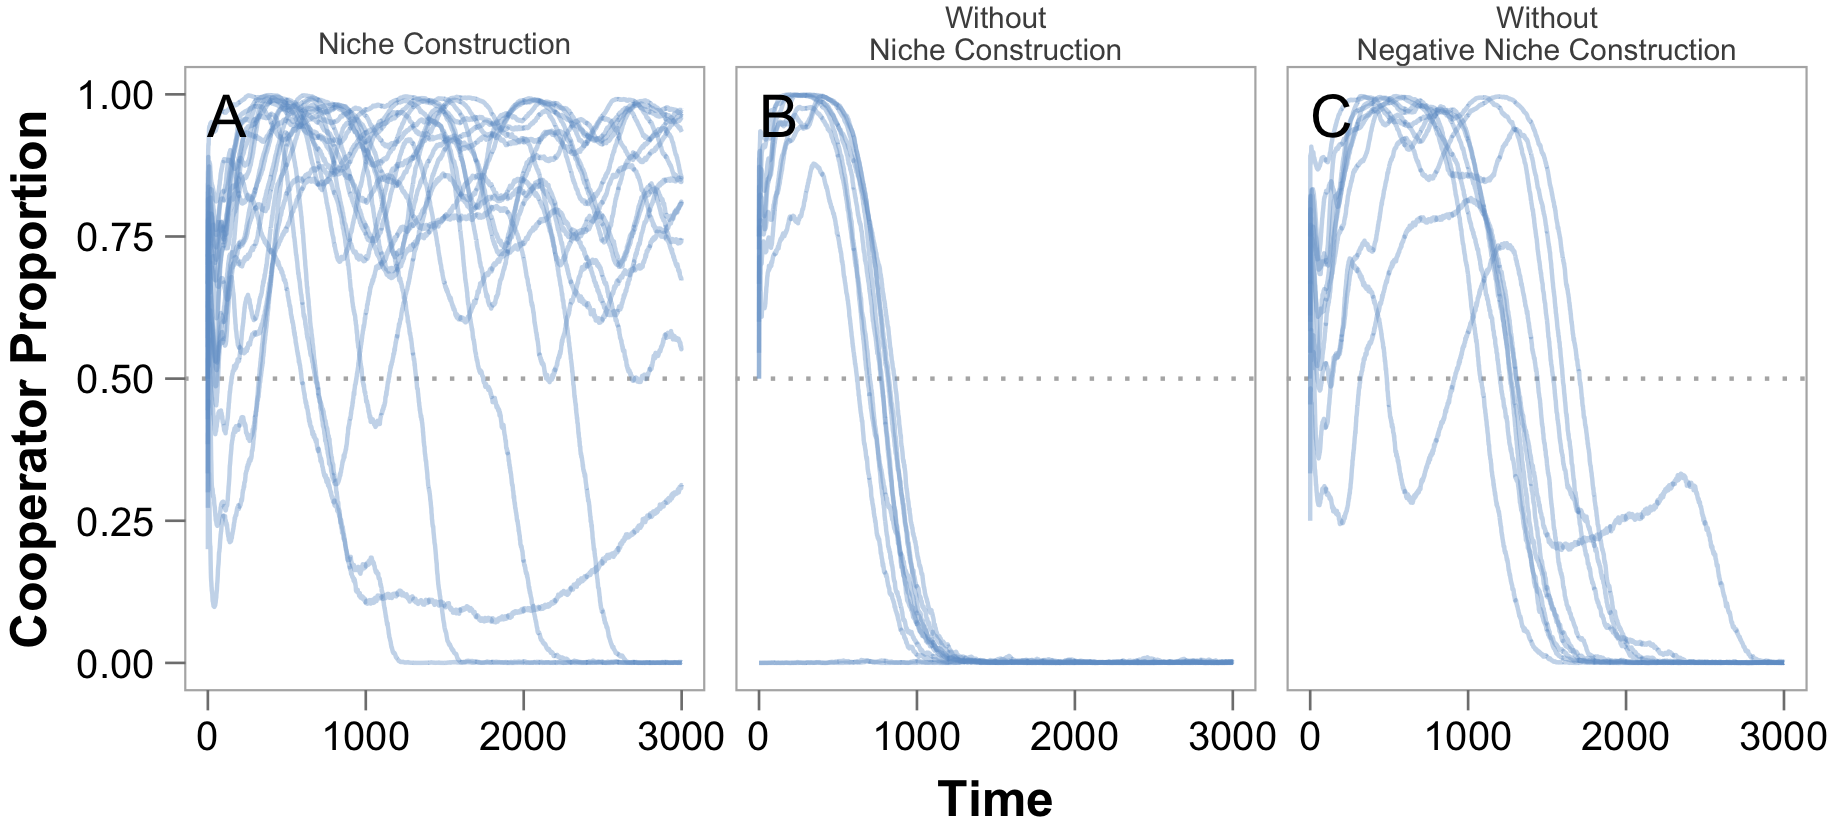 Niche Construction
Without
Niche Construction
Without
Negative Niche Construction
A
B
C
Cooperator Proportion
1.00
0.75
0.50
0.25
0.00
0
1000
2000
3000
0
1000
2000
3000
0
1000
2000
3000
Time